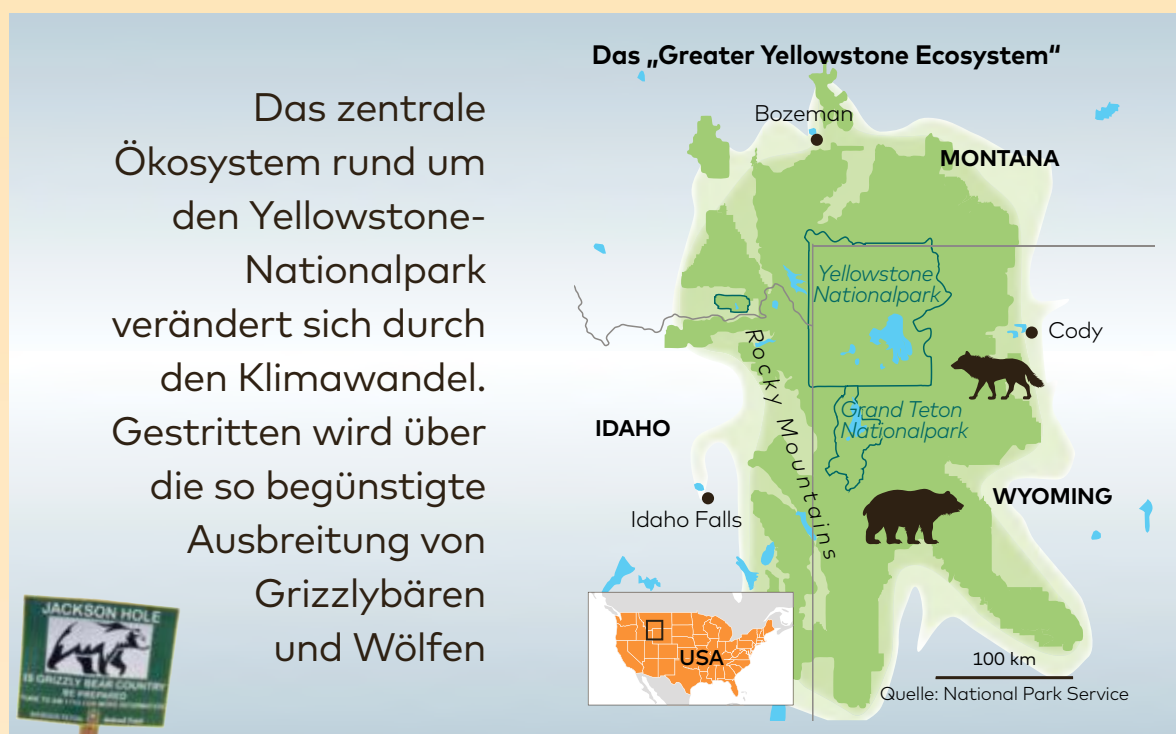 Das zentrale
Ökosystem rund um
den Yellowstone-
Nationalpark
verändert sich durch
den Klimawandel.
Gestritten wird über
die so begünstigte
Ausbreitung von
Grizzlybären
und Wölfen
JACKSON HOLE
IS GRIZZLY BEAR COUNTRY
BE PREPARED
Das „Greater Yellowstone Ecosystem“
Bozeman
MONTANA
Yellowstone
Nationalpark
Cody
Rocky Mountains
Grand Teton
Nationalpark
IDAHO
WYOMING
Idaho Falls
USA
100 km
Quelle: National Park Service